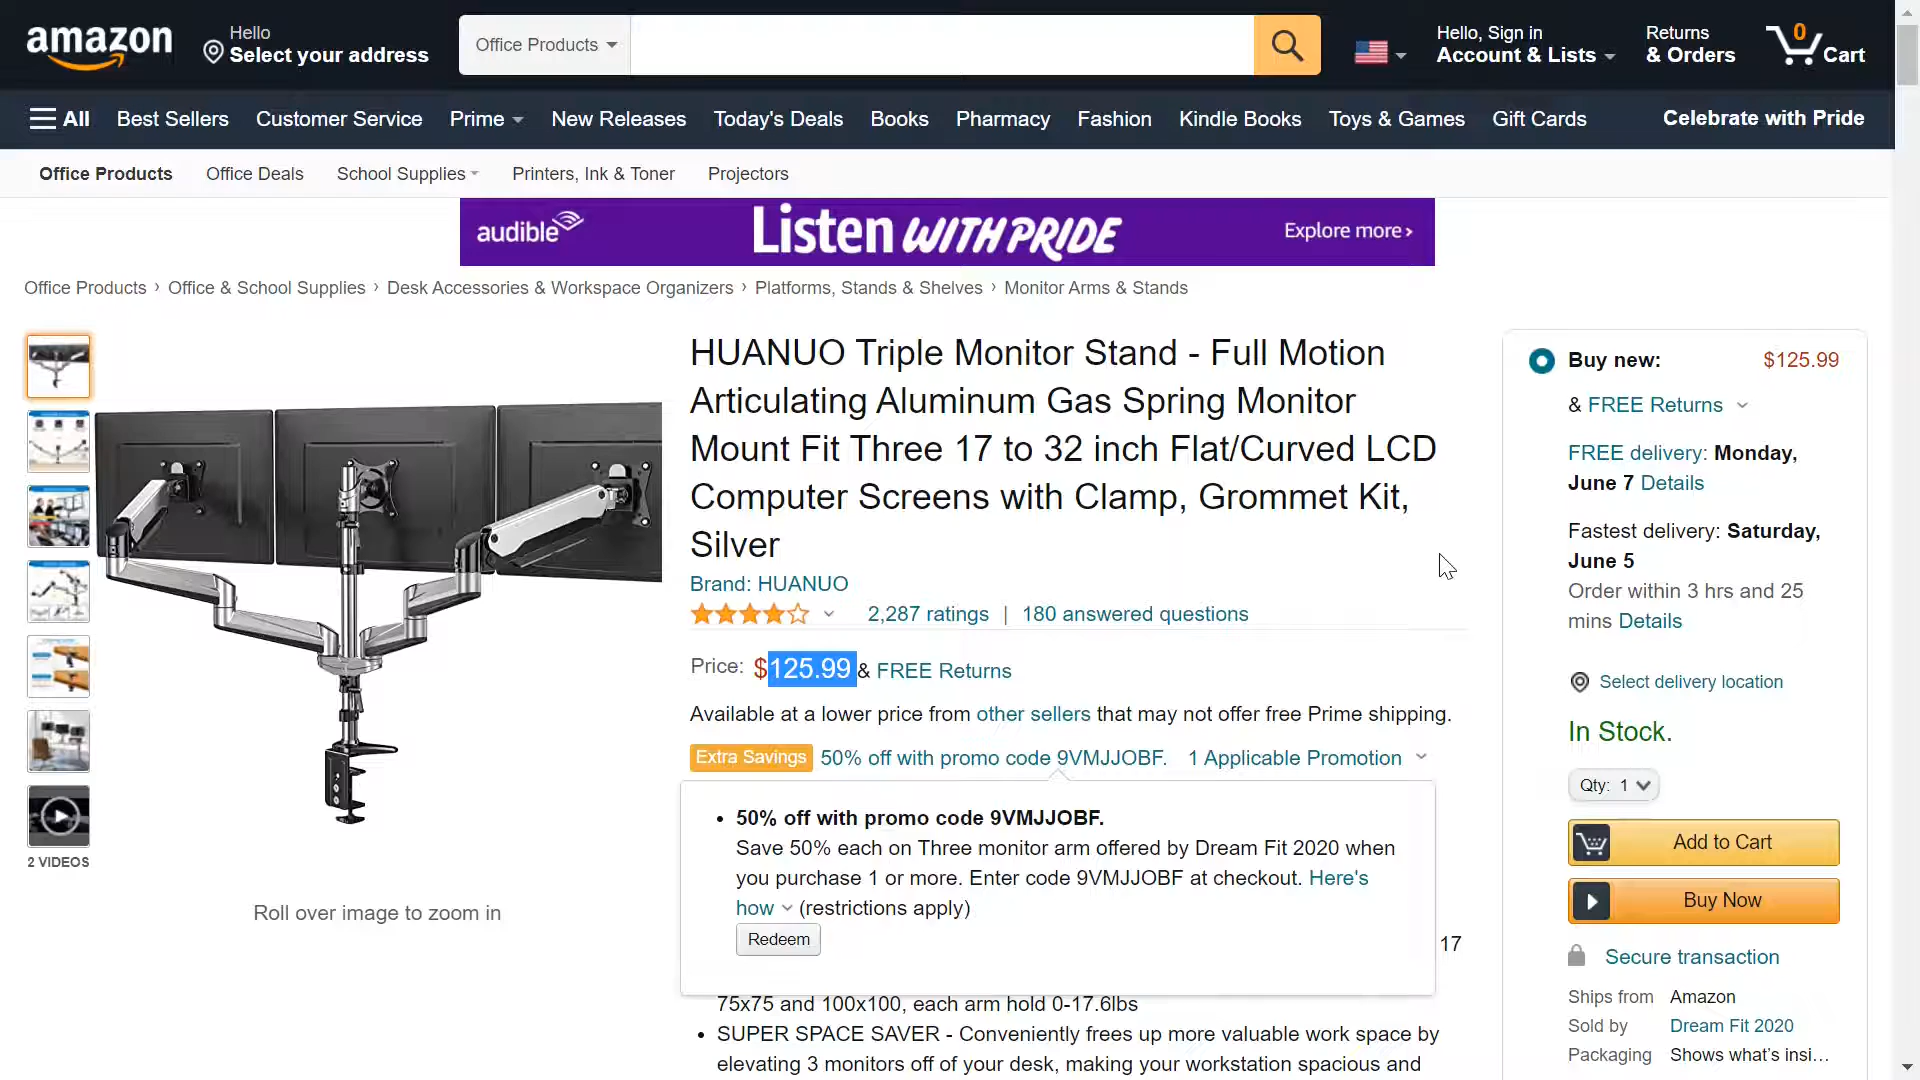 amazon
Hello
Select your address
Office Products
Hello, Sign in
Account & Lists
Returns
& Orders
0
Cart
All
Best Sellers
Customer Service
Prime
New Releases
Today's Deals
Books
Pharmacy
Fashion
Kindle Books
Toys & Games
Gift Cards
Celebrate with Pride
Office Products
Office Deals
School Supplies
Printers, Ink & Toner
Projectors
audible
Listen WITH PRIDE
Explore more ›
Office Products › Office & School Supplies › Desk Accessories & Workspace Organizers › Platforms, Stands & Shelves › Monitor Arms & Stands
2 VIDEOS
Roll over image to zoom in
HUANUO Triple Monitor Stand - Full Motion
Articulating Aluminum Gas Spring Monitor
Mount Fit Three 17 to 32 inch Flat/Curved LCD
Computer Screens with Clamp, Grommet Kit,
Silver
Brand: HUANUO
2,287 ratings | 180 answered questions
Price: $125.99 & FREE Returns
Available at a lower price from other sellers that may not offer free Prime shipping.
Extra Savings 50% off with promo code 9VMJJOBF. 1 Applicable Promotion
• 50% off with promo code 9VMJJOBF.
Save 50% each on Three monitor arm offered by Dream Fit 2020 when
you purchase 1 or more. Enter code 9VMJJOBF at checkout. Here's
how (restrictions apply)
Redeem
17
75x75 and 100x100, each arm hold 0-17.6lbs
• SUPER SPACE SAVER - Conveniently frees up more valuable work space by
elevating 3 monitors off of your desk, making your workstation spacious and
Buy new: $125.99
& FREE Returns
FREE delivery: Monday,
June 7 Details
Fastest delivery: Saturday,
June 5
Order within 3 hrs and 25
mins Details
Select delivery location
In Stock.
Qty: 1
Add to Cart
Buy Now
Secure transaction
Ships from Amazon
Sold by Dream Fit 2020
Packaging Shows what's insi...